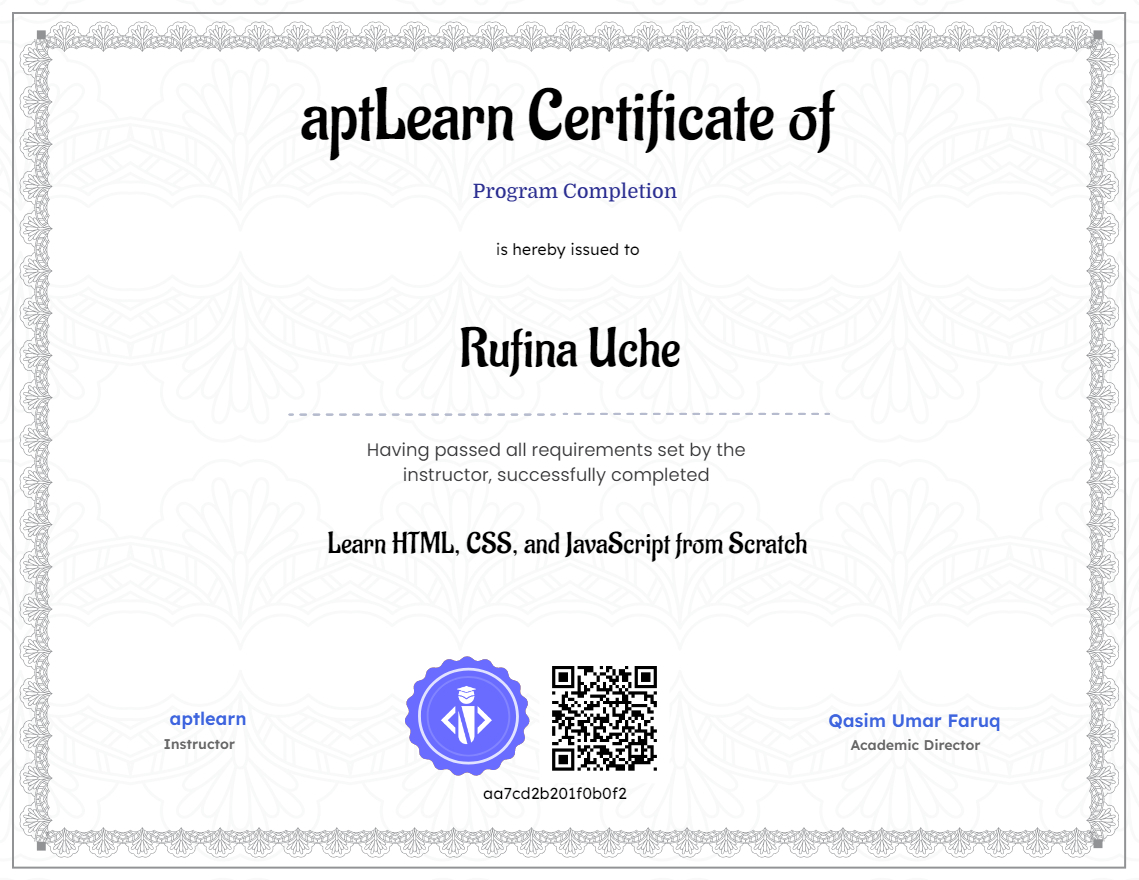 aptLearn Certificate of
Program Completion
is hereby issued to
Rufina Uche
Having passed all requirements set by the
instructor, successfully completed
Learn HTML, CSS, and JavaScript from Scratch
aptlearn
Instructor
Qasim Umar Faruq
Academic Director
aa7cd2b201f0b0f2